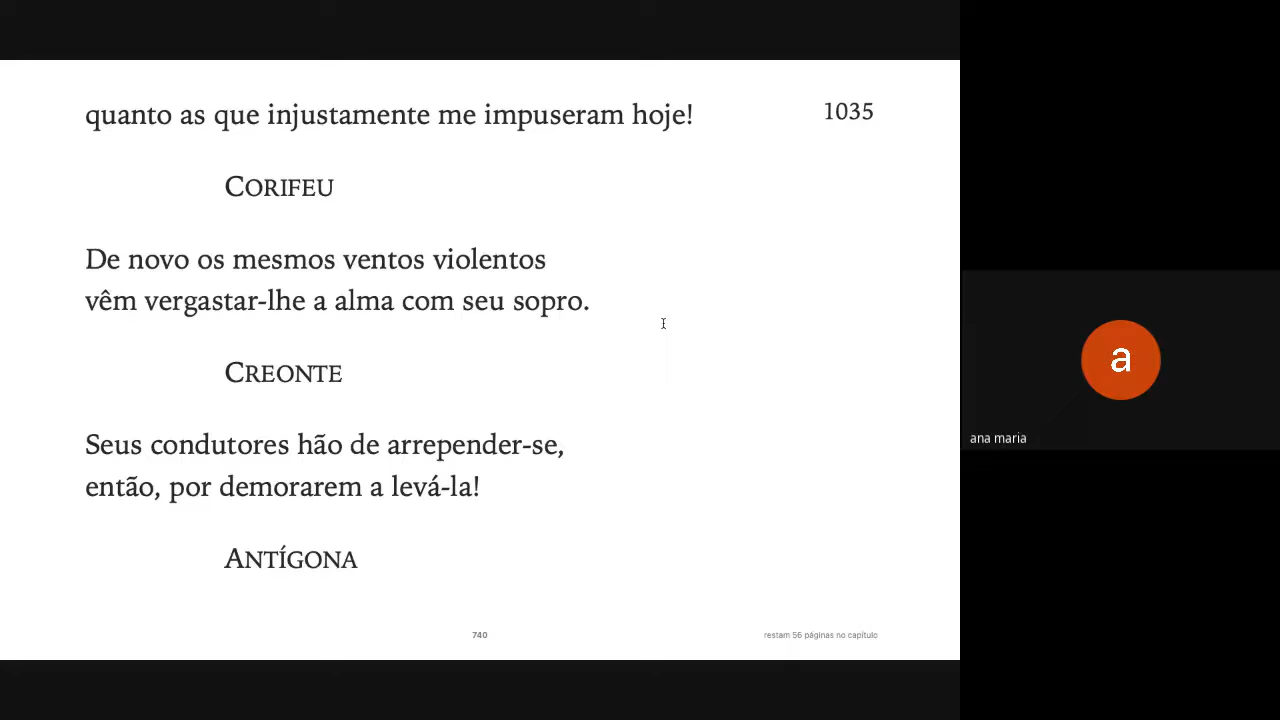 quanto as que injustamente me impuseram hoje! 1035
CORIFEU
De novo os mesmos ventos violentos
vêm vergastar-lhe a alma com seu sopro.
CREONTE
Seus condutores hão de arrepender-se,
então, por demorarem a levá-la!
ANTÍGONA
740 restam 56 páginas no capítulo
a
ana maria